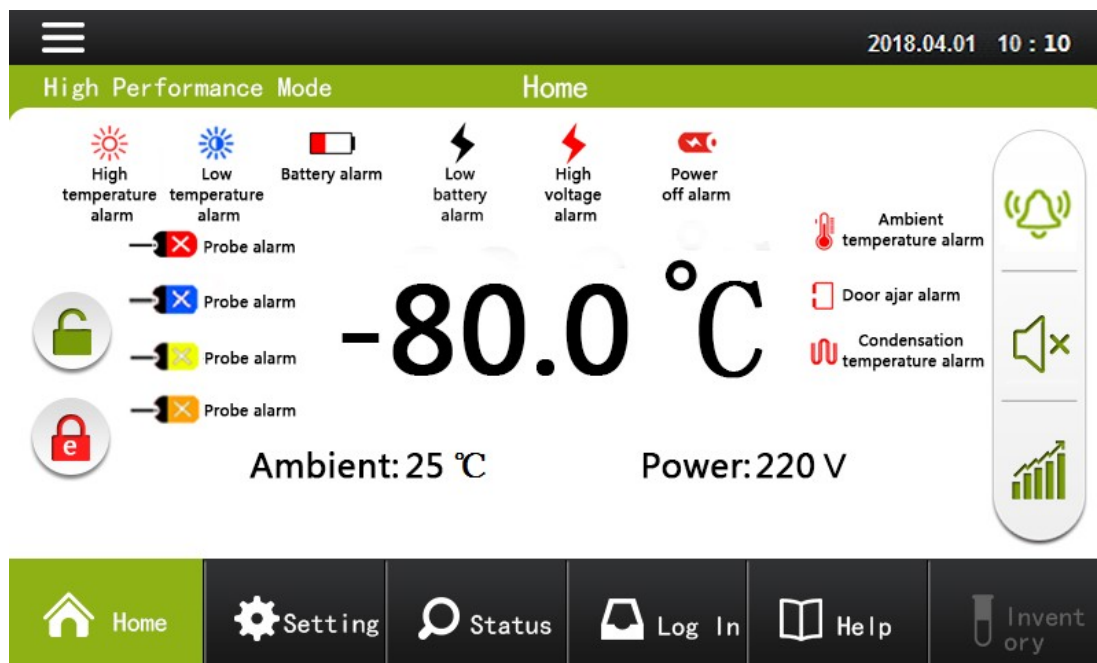 2018.04.01 10 : 10
High Performance Mode
Home
High
temperature
alarm
Low
temperature
alarm
Battery alarm
Low
battery
alarm
High
voltage
alarm
Power
off alarm
Probe alarm
Probe alarm
Probe alarm
Probe alarm
-80.0 ℃
Ambient
temperature alarm
Door ajar alarm
Condensation
temperature alarm
e
Ambient: 25 ℃
Power: 220 V
Home
Setting
Status
Log In
Help
Invent
ory